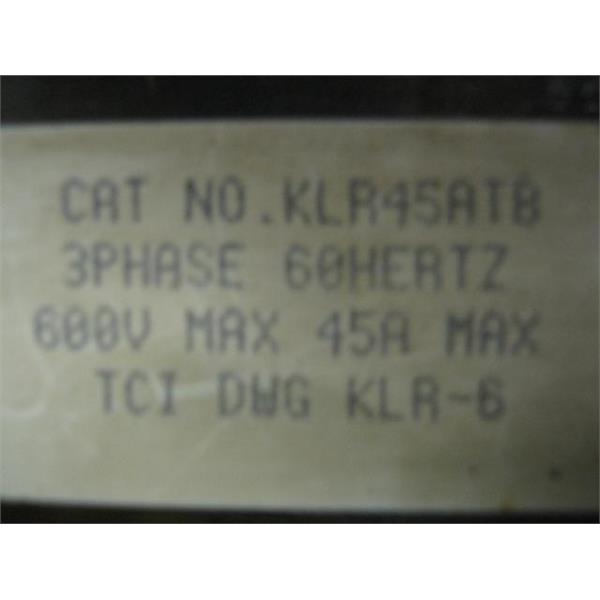 CAT NO.KLR45ATB
3PHASE 60HERTZ
600V MAX 45A MAX
TCI DWG KLR-6